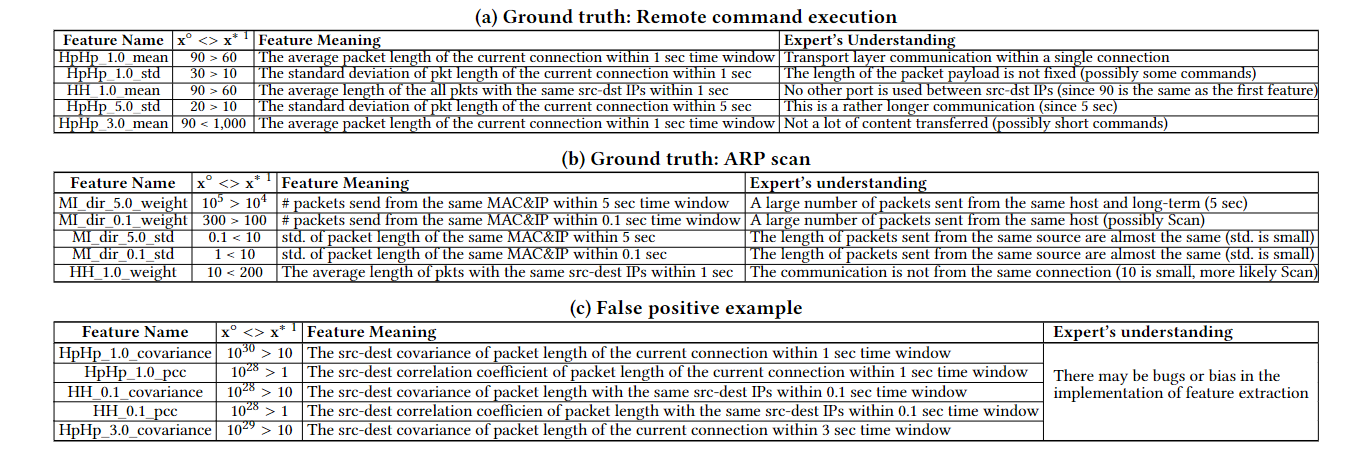 (a) Ground truth: Remote command execution
Feature Name x° <> x* 1 Feature Meaning Expert's Understanding
HpHp_1.0_mean 90 > 60 The average packet length of the current connection within 1 sec time window Transport layer communication within a single connection
HpHp_1.0_std 30 > 10 The standard deviation of pkt length of the current connection within 1 sec The length of the packet payload is not fixed (possibly some commands)
HH_1.0_mean 90 > 60 The average length of the all pkts with the same src-dst IPs within 1 sec No other port is used between src-dst IPs (since 90 is the same as the first feature)
HpHp_5.0_std 20 > 10 The standard deviation of pkt length of the current connection within 5 sec This is a rather longer communication (since 5 sec)
HpHp_3.0_mean 90 < 1,000 The average packet length of the current connection within 1 sec time window Not a lot of content transferred (possibly short commands)
(b) Ground truth: ARP scan
Feature Name x° <> x* 1 Feature Meaning Expert's understanding
MI_dir_5.0_weight 10^5 > 10^4 # packets send from the same MAC&IP within 5 sec time window A large number of packets sent from the same host and long-term (5 sec)
MI_dir_0.1_weight 300 > 100 # packets send from the same MAC&IP within 0.1 sec time window A large number of packets sent from the same host (possibly Scan)
MI_dir_5.0_std 0.1 < 10 std. of packet length of the same MAC&IP within 5 sec The length of packets sent from the same source are almost the same (std. is small)
MI_dir_0.1_std 1 < 10 std. of packet length of the same MAC&IP within 0.1 sec The length of packets sent from the same source are almost the same (std. is small)
HH_1.0_weight 10 < 200 The average length of pkts with the same src-dest IPs within 1 sec The communication is not from the same connection (10 is small, more likely Scan)
(c) False positive example
Feature Name x° <> x* 1 Feature Meaning Expert's understanding
HpHp_1.0_covariance 10^30 > 10 The src-dest covariance of packet length of the current connection within 1 sec time window
HpHp_1.0_pcc 10^28 > 1 The src-dest correlation coefficient of packet length of the current connection within 1 sec time window
HH_0.1_covariance 10^28 > 10 The src-dest covariance of packet length with the same src-dest IPs within 0.1 sec time window
HH_0.1_pcc 10^28 > 1 The src-dest correlation coefficien of packet length with the same src-dest IPs within 0.1 sec time window
HpHp_3.0_covariance 10^29 > 10 The src-dest covariance of packet length of the current connection within 3 sec time window
There may be bugs or bias in the
implementation of feature extraction